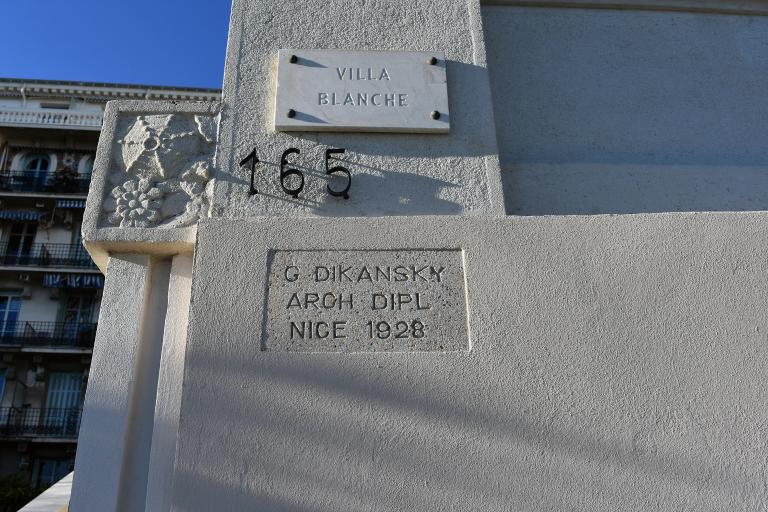 VILLA
BLANCHE
165
G DIKANSKY
ARCH DIPL
NICE 1928